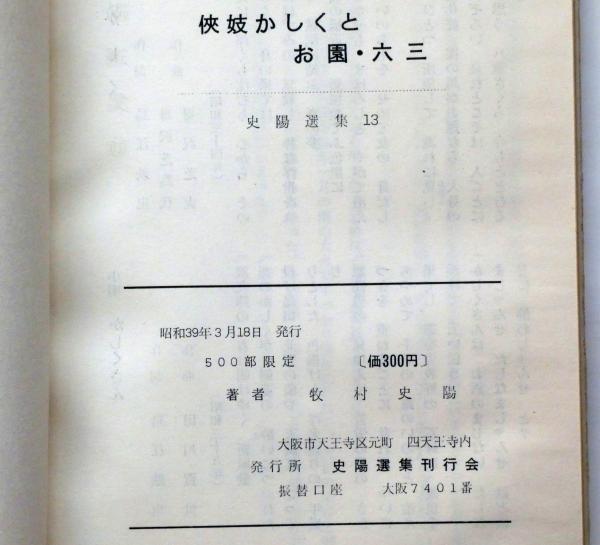 俠妓かしくと
お園・六三
史陽選集13
昭和39年3月18日 発行
500部限定 〔価300円〕
著者 牧村史陽
大阪市天王寺区元町 四天王寺内
発行所 史陽選集刊行会
振替口座 大阪7401番